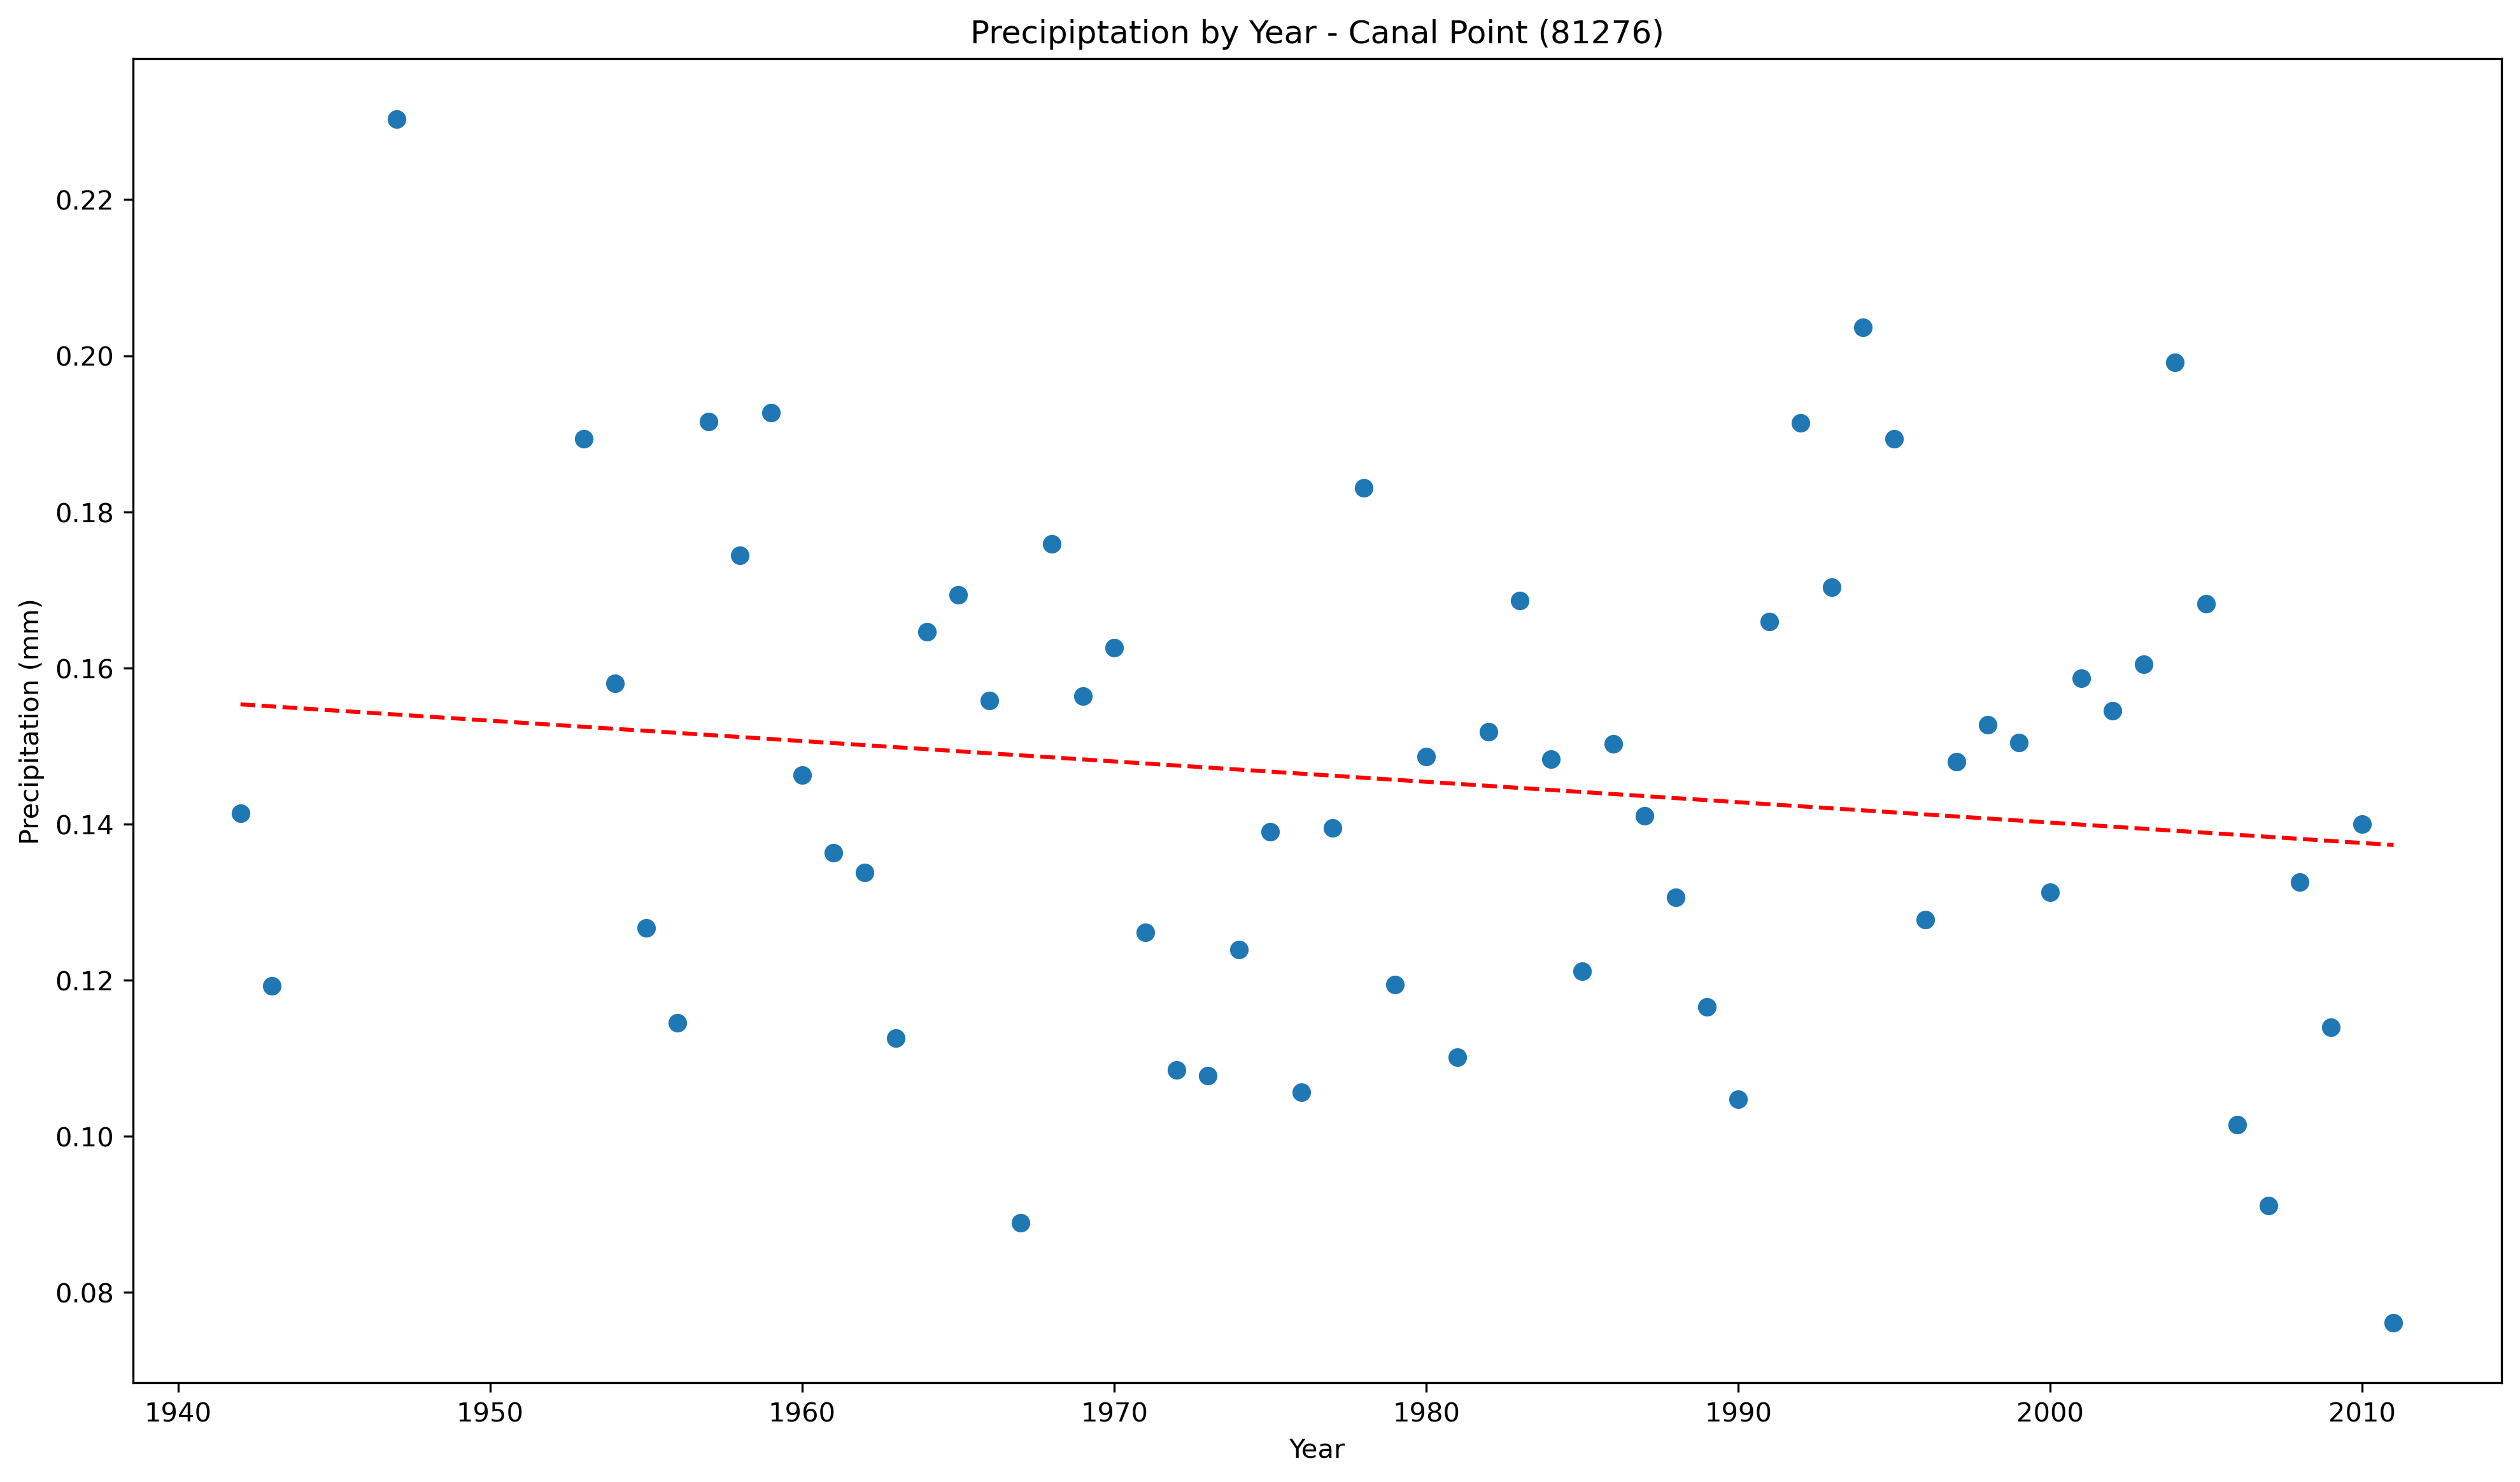 Precipiptation by Year - Canal Point (81276)
0.22
0.20
0.18
0.16
0.14
0.12
0.10
0.08
Precipitation (mm)
1940 1950 1960 1970 1980 1990 2000 2010
Year